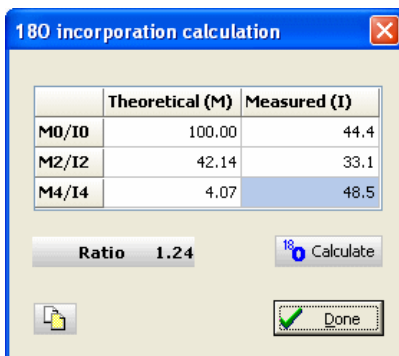 18O incorporation calculation
Theoretical (M) Measured (I)
M0/I0 100.00 44.4
M2/I2 42.14 33.1
M4/I4 4.07 48.5
Ratio 1.24 18O Calculate
Done